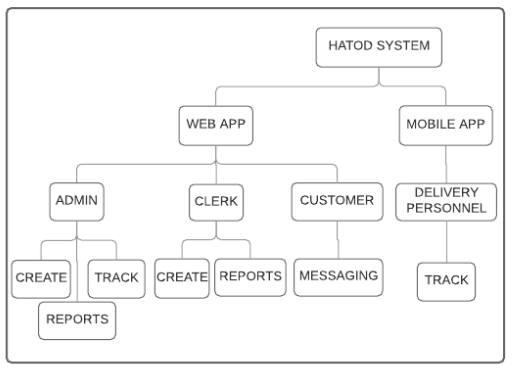 HATOD SYSTEM
WEB APP
MOBILE APP
ADMIN
CLERK
CUSTOMER
DELIVERY
PERSONNEL
CREATE
TRACK
CREATE
REPORTS
MESSAGING
TRACK
REPORTS